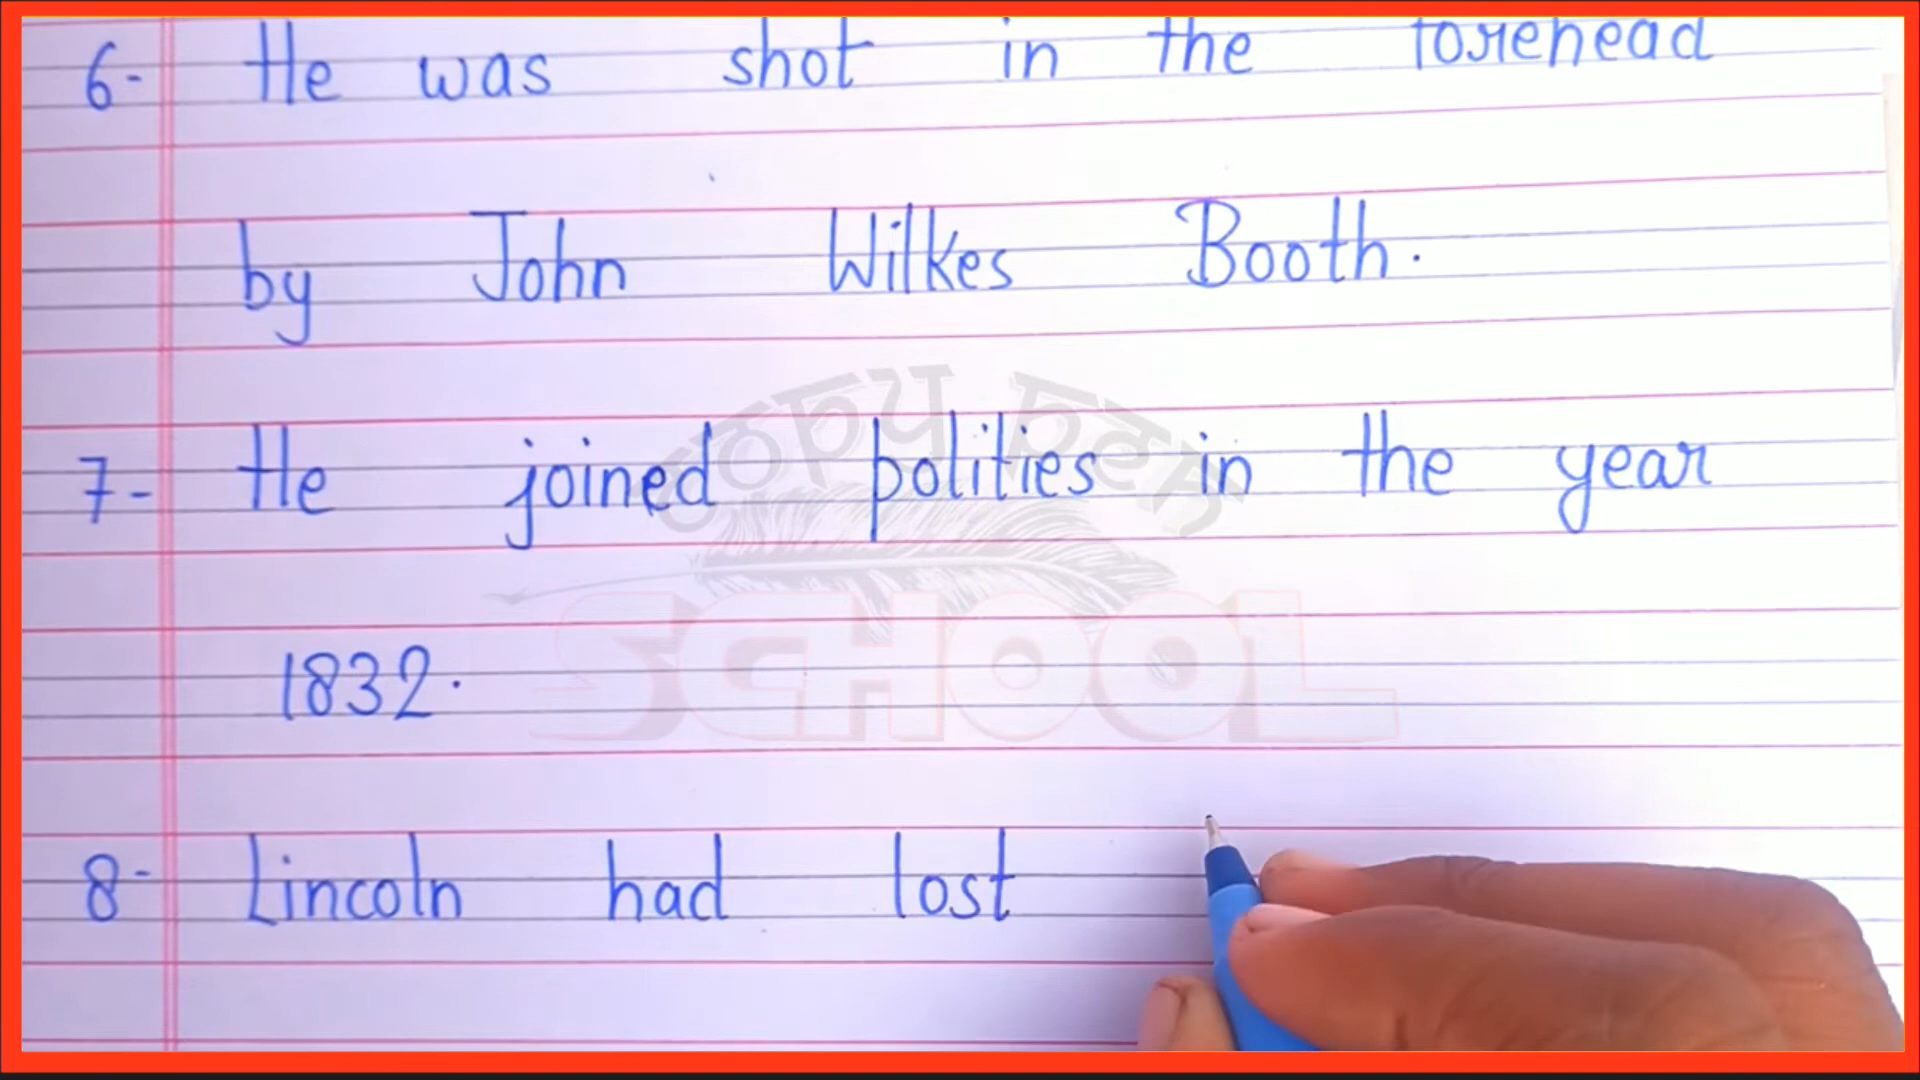 6- He was shot in the forehead
by John Wilkes Booth.
7- He joined polities in the year
1832.
8- Lincoln had lost
कॉपी पेन
SCHOOL